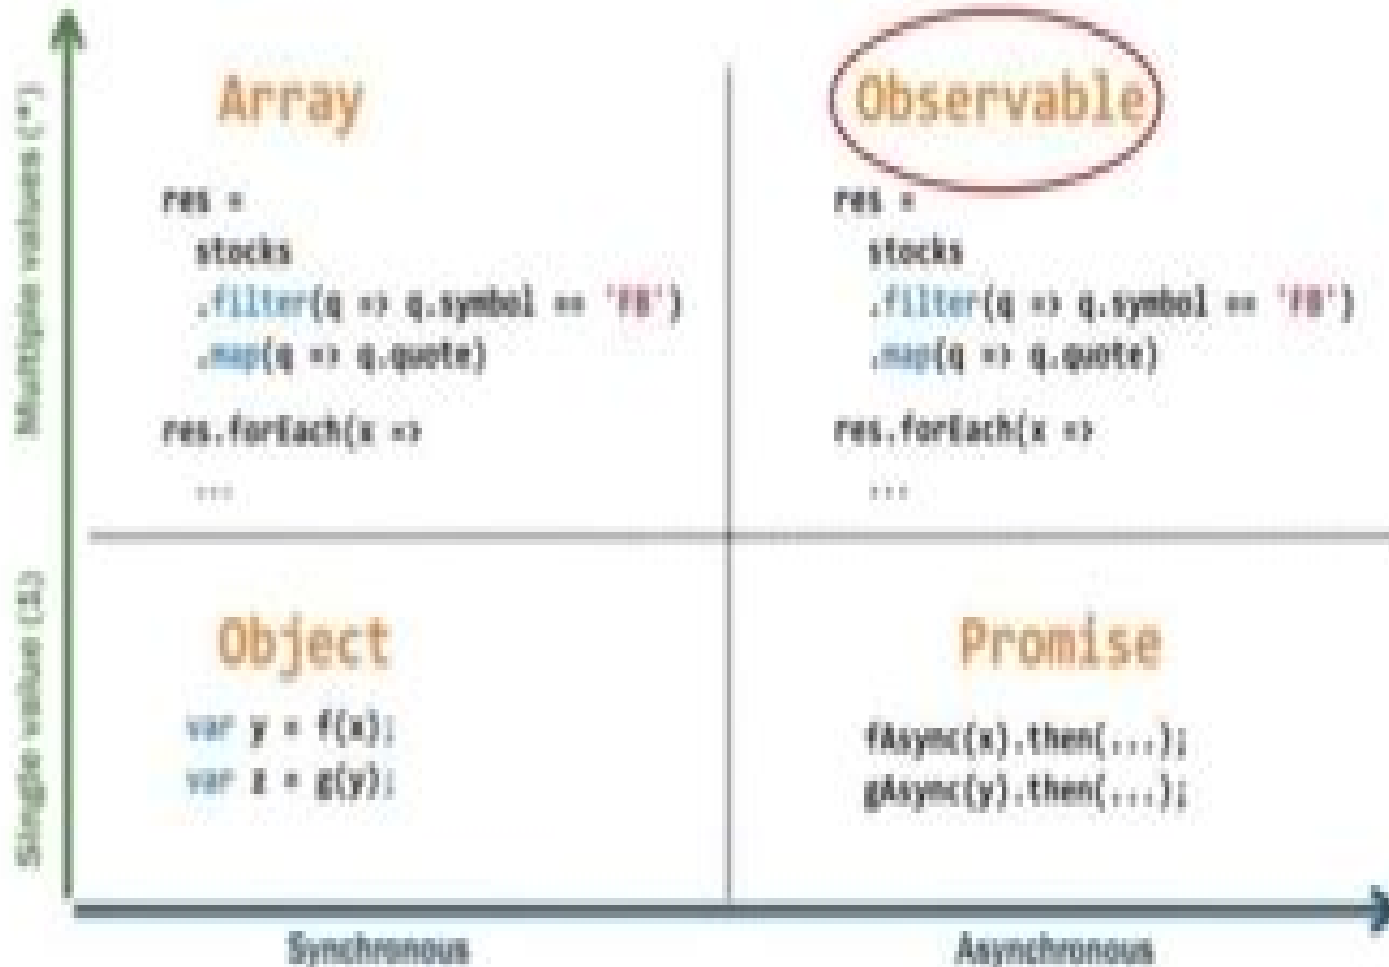 Multiple values (*)
Single value (1)
Array
res =
stocks
.filter(q => q.symbol == 'FB')
.map(q => q.quote)
res.forEach(x =>
...
Observable
res =
stocks
.filter(q => q.symbol == 'FB')
.map(q => q.quote)
res.forEach(x =>
...
Object
var y = f(x);
var z = g(y);
Promise
fAsync(x).then(...);
gAsync(y).then(...);
Synchronous
Asynchronous